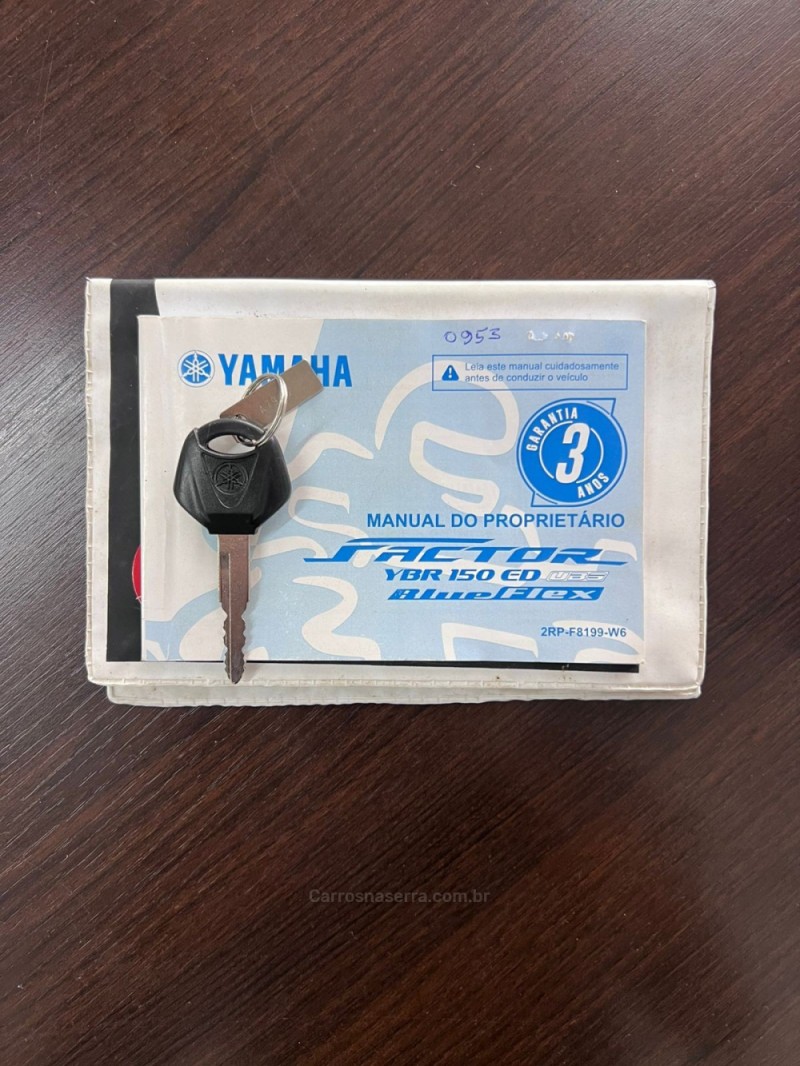 0953
YAMAHA
Leia este manual cuidadosamente
antes de conduzir o veículo
GARANTIA
3
ANOS
MANUAL DO PROPRIETÁRIO
FACTOR
YBR 150 ED UBS
BlueFlex
2RP-F8199-W6
Carrosnaserra.com.br